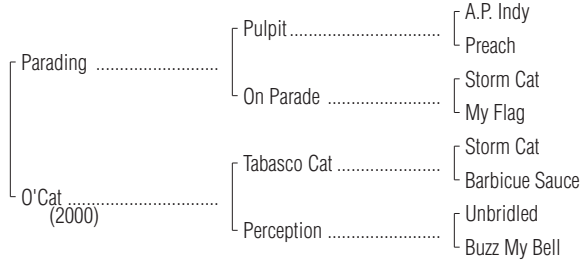 A.P. Indy
Pulpit
Preach
Parading
Storm Cat
On Parade
My Flag
Storm Cat
Tabasco Cat
Barbicue Sauce
O'Cat
(2000)
Unbridled
Perception
Buzz My Bell